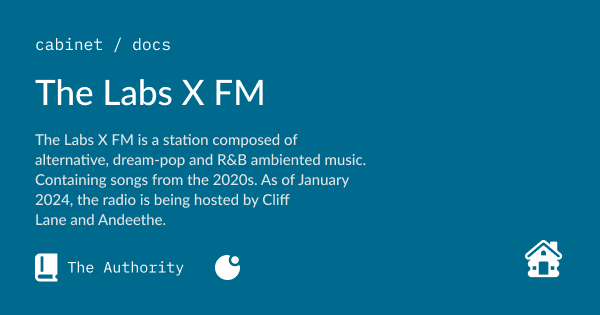 cabinet / docs
The Labs X FM
The Labs X FM is a station composed of
alternative, dream-pop and R&B ambiented music.
Containing songs from the 2020s. As of January
2024, the radio is being hosted by Cliff
Lane and Andeethe.
The Authority